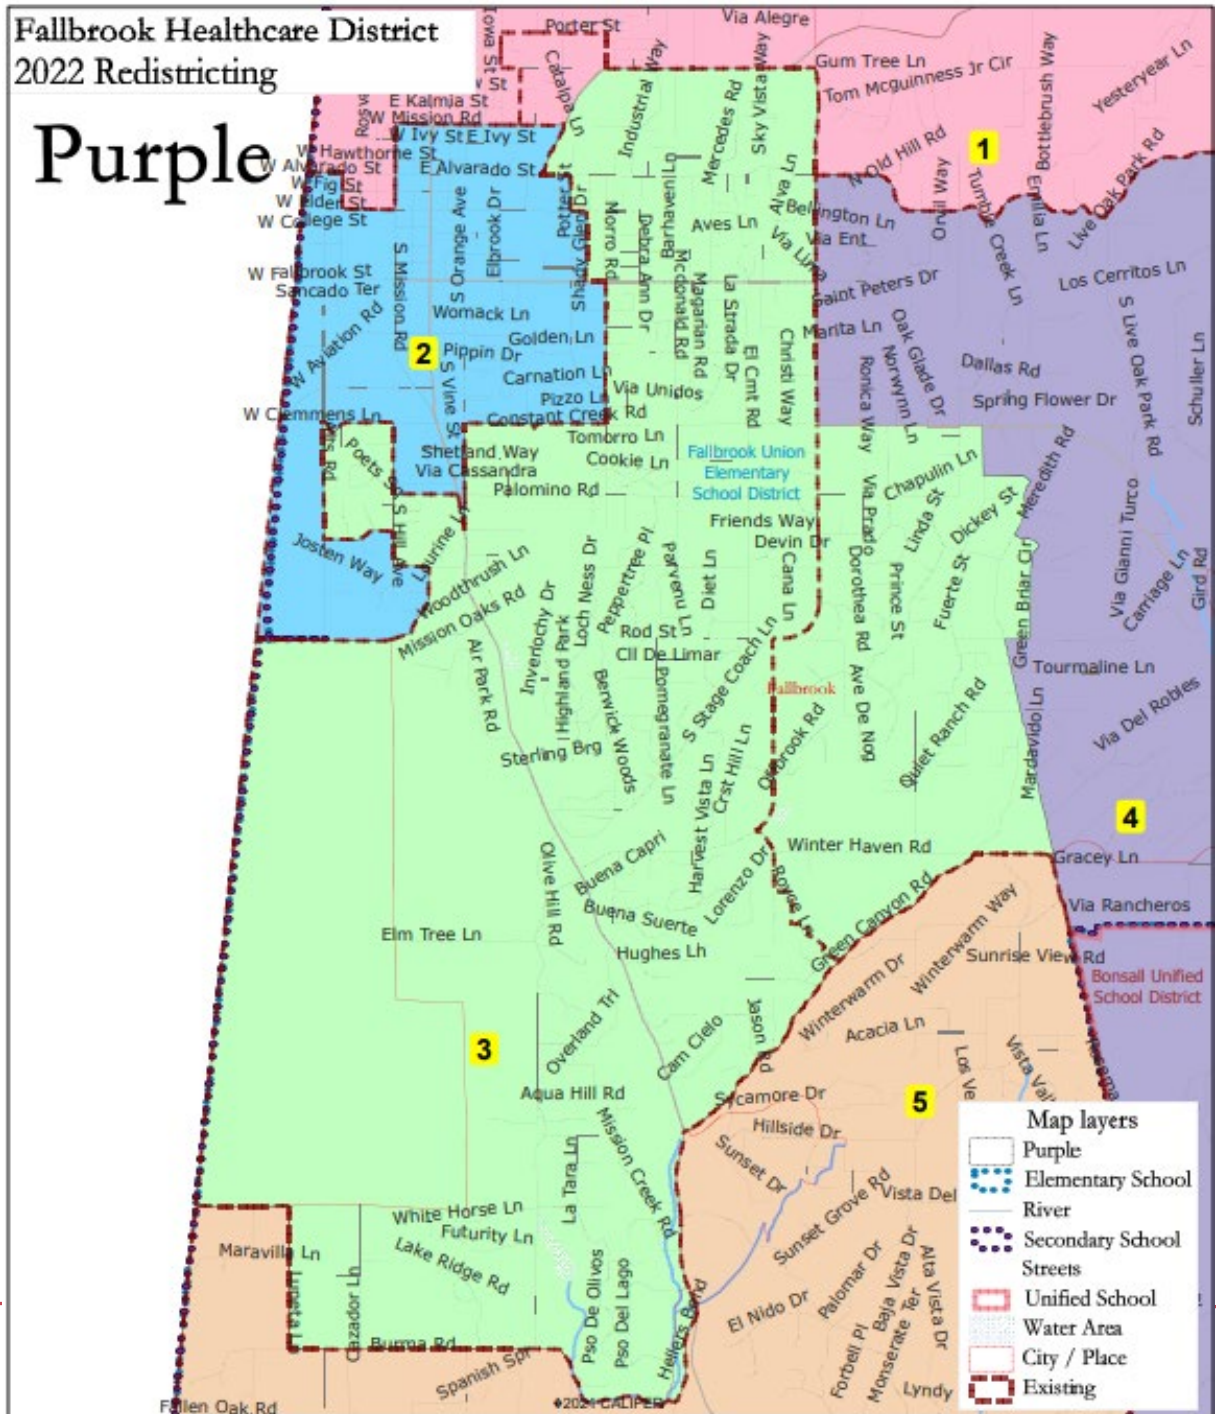 Fallbrook Healthcare District
2022 Redistricting
Purple
Iowa St
Porter St
Via Alegre
Catalpa Ln
Industrial Way
Sky Vista Way
Gum Tree Ln
Tom Mcguinness Jr Cir
E Bottlebrush Way
Yesteryear Ln
E Kalmia St
W Mission Rd
W Ivy St
E Ivy St
Hawthorne St
W Alvarado St
E Alvarado St
W Fig St
W Elder St
W College St
Mercedes Rd
N Old Hill Rd
1
Orvil Way
Tumble Creek Ln
Emilia Ln
Live Oak Park Rd
S Mission Rd
S Orange Ave
Elbrook Dr
Potter St
Shady Glen Dr
Morro Rd
Debra Ann Dr
Barhaven Ln
Mcdonald Rd
Magarian Rd
Aves Ln
Alva Ln
Bellington Ln
Via Ent
Via Luna
Los Cerritos Ln
W Fallbrook St
Sancado Ter
La Strada Dr
Saint Peters Dr
Womack Ln
W Aviation Rd
Golden Ln
2
Pippin Dr
Carnation Ln
Via Unidos
El Cmt Rd
Christi Way
Marita Ln
Oak Glade Dr
Norwynn Ln
Ronica Way
Dallas Rd
Spring Flower Dr
S Live Oak Park Rd
Schuller Ln
S Vine St
Pizzo Ln
W Clemmens Ln
Constant Creek Rd
Tomorro Ln
Shetland Way
Cookie Ln
Via Cassandra
Palomino Rd
Fallbrook Union
Elementary
School District
Chapulin Ln
Meredith Rd
Via Prado
Linda St
Dickey St
Friends Way
Devin Dr
S Hill Ave
Laurine Ln
Josten Way
Woodthrush Ln
Mission Oaks Rd
Inverlochy Dr
Highland Park
Loch Ness Dr
Peppertree Pl
Parvenu Ln
Diet Ln
Cana Ln
Dorothea Rd
Prince St
Fuerte St
Green Briar Cir
Via Gianni Turco
Carriage Ln
Gird Rd
Rod St
Cll De Limar
Air Park Rd
Berwick Woods
Pomegranate Ln
S Stage Coach Ln
Fallbrook
Ave De Nog
Tourmaline Ln
Via Del Robles
Sterling Brg
Harvest Vista Ln
Crst Hill Ln
Quiet Ranch Rd
Mardavido Ln
4
Olive Hill Rd
Buena Capri
Winter Haven Rd
Gracey Ln
Lorenzo Dr
Royce Ln
Green Canyon Rd
Buena Suerte
Via Rancheros
Elm Tree Ln
Hughes Ln
Winterwarm Dr
Winterwarm Way
Sunrise View Rd
Bonsall Unified
School District
3
Overland Trl
Cam Cielo
Jason Rd
Acacia Ln
Aqua Hill Rd
Sycamore Dr
5
Hillside Dr
Sunset Dr
La Tara Ln
Mission Creek Rd
White Horse Ln
Futurity Ln
Lake Ridge Rd
Maravilla Ln
Cazador Ln
Sunset Grove Rd
Vista Del
Pso De Olivos
Pso Del Lago
Hellers Bend
El Nido Dr
Palomar Dr
Baja Vista Dr
Alta Vista Dr
Forbell Pl
Monserate Ter
Burma Rd
Spanish Spr
Fallen Oak Rd
Lyndy
Map layers
Purple
Elementary School
River
Secondary School
Streets
Unified School
Water Area
City / Place
Existing